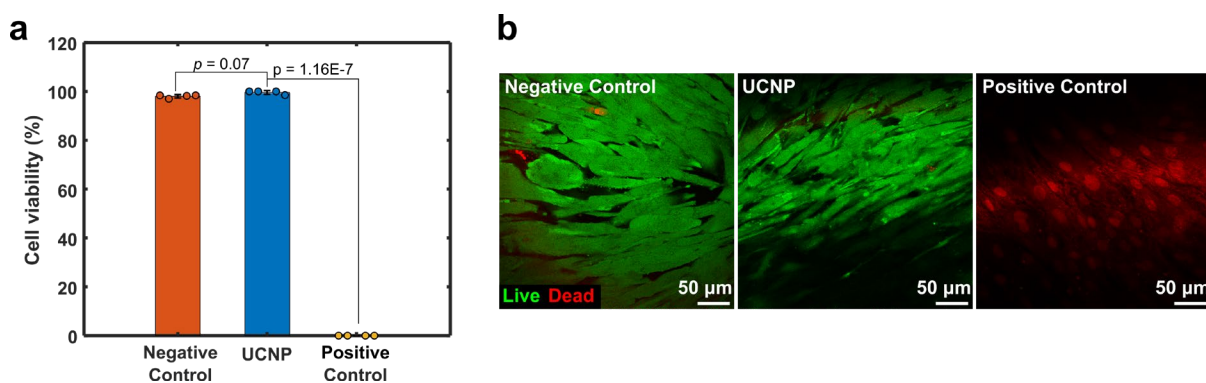 a
120
100
80
60
40
20
0
Cell viability (%)
p = 0.07
p = 1.16E-7
Negative Control
UCNP
Positive Control
b
Negative Control
UCNP
Positive Control
Live Dead
50 µm
50 µm
50 µm